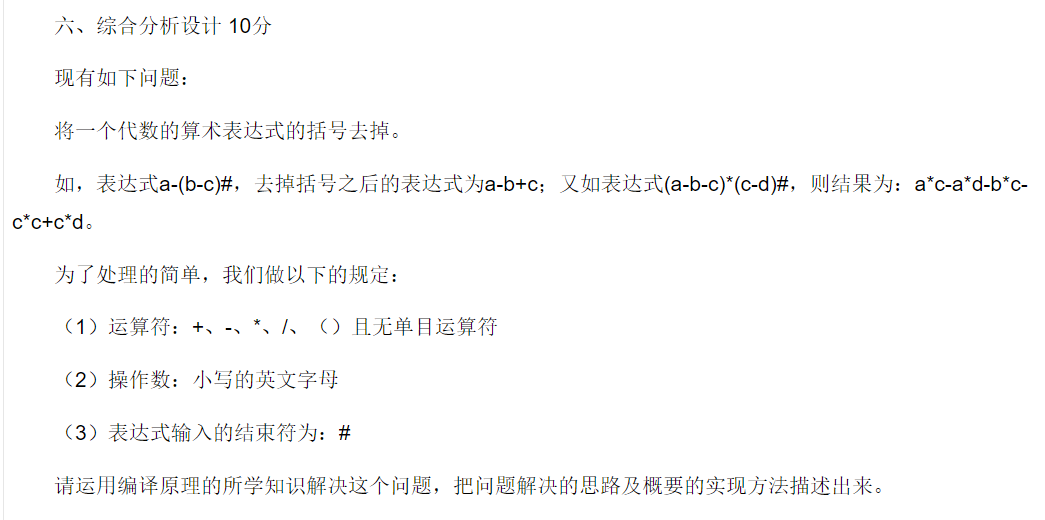 六、综合分析设计 10分
现有如下问题：
将一个代数的算术表达式的括号去掉。
如，表达式a-(b-c)#，去掉括号之后的表达式为a-b+c；又如表达式(a-b-c)*(c-d)#，则结果为：a*c-a*d-b*c-
c*c+c*d。
为了处理的简单，我们做以下的规定：
（1）运算符：+、-、*、/、（）且无单目运算符
（2）操作数：小写的英文字母
（3）表达式输入的结束符为：#
请运用编译原理的所学知识解决这个问题，把问题解决的思路及概要的实现方法描述出来。